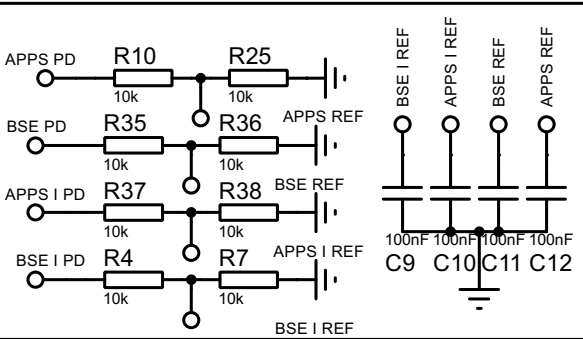 APPS PD
R10
R25
10k
10k
APPS REF
BSE PD
R35
R36
10k
10k
BSE REF
APPS I PD
R37
R38
10k
10k
APPS I REF
BSE I PD
R4
R7
10k
10k
BSE I REF
BSE I REF
APPS I REF
BSE REF
APPS REF
100nF
100nF
100nF
100nF
C9
C10
C11
C12